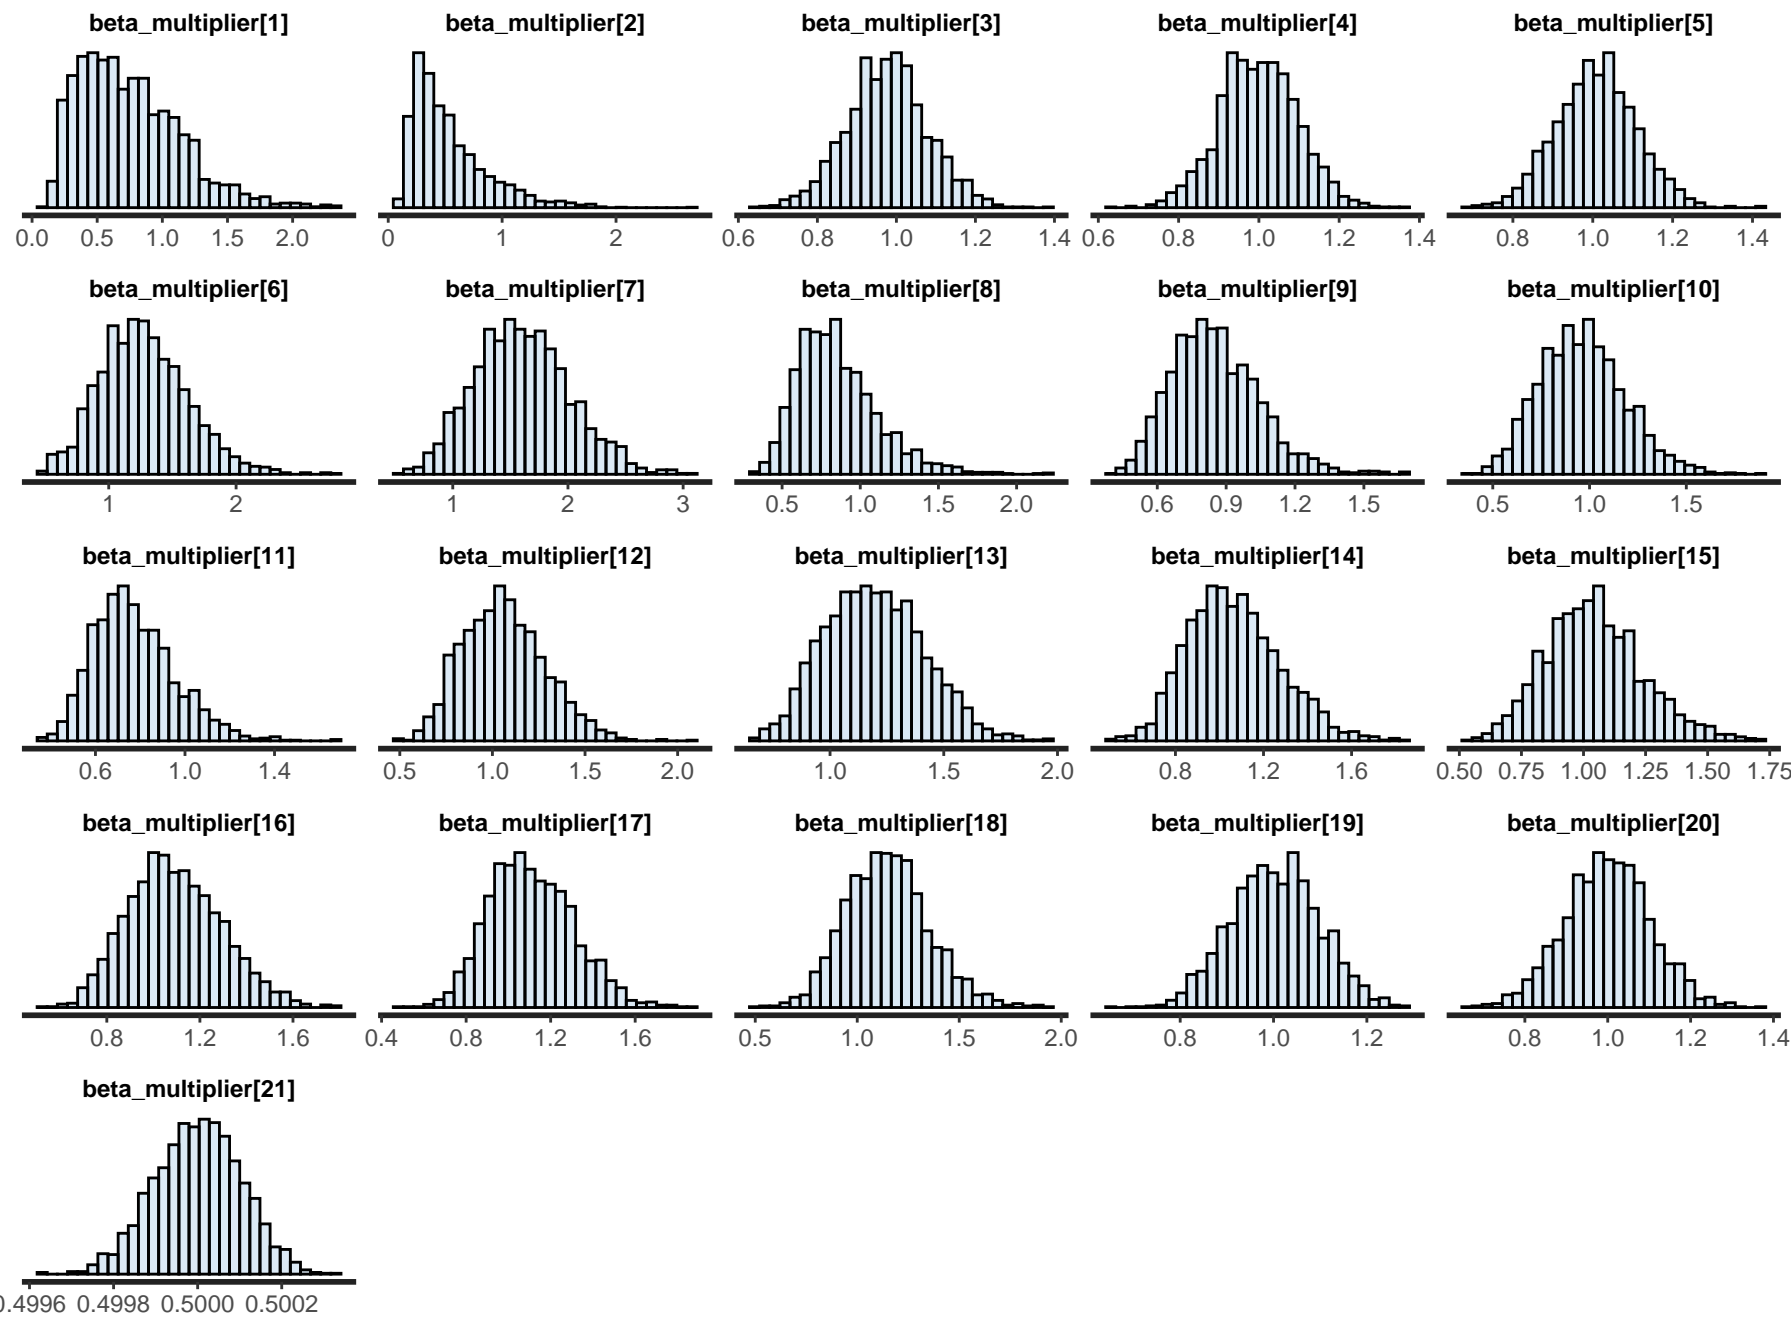 beta_multiplier[1] beta_multiplier[2] beta_multiplier[3] beta_multiplier[4] beta_multiplier[5]
0.0 0.5 1.0 1.5 2.0 0 1 2 0.6 0.8 1.0 1.2 1.4 0.6 0.8 1.0 1.2 1.4 0.8 1.0 1.2 1.4
beta_multiplier[6] beta_multiplier[7] beta_multiplier[8] beta_multiplier[9] beta_multiplier[10]
1 2 1 2 3 0.5 1.0 1.5 2.0 0.6 0.9 1.2 1.5 0.5 1.0 1.5
beta_multiplier[11] beta_multiplier[12] beta_multiplier[13] beta_multiplier[14] beta_multiplier[15]
0.6 1.0 1.4 0.5 1.0 1.5 2.0 1.0 1.5 2.0 0.8 1.2 1.6 0.50 0.75 1.00 1.25 1.50 1.75
beta_multiplier[16] beta_multiplier[17] beta_multiplier[18] beta_multiplier[19] beta_multiplier[20]
0.8 1.2 1.6 0.4 0.8 1.2 1.6 0.5 1.0 1.5 2.0 0.8 1.0 1.2 0.8 1.0 1.2 1.4
beta_multiplier[21]
0.4996 0.4998 0.5000 0.5002